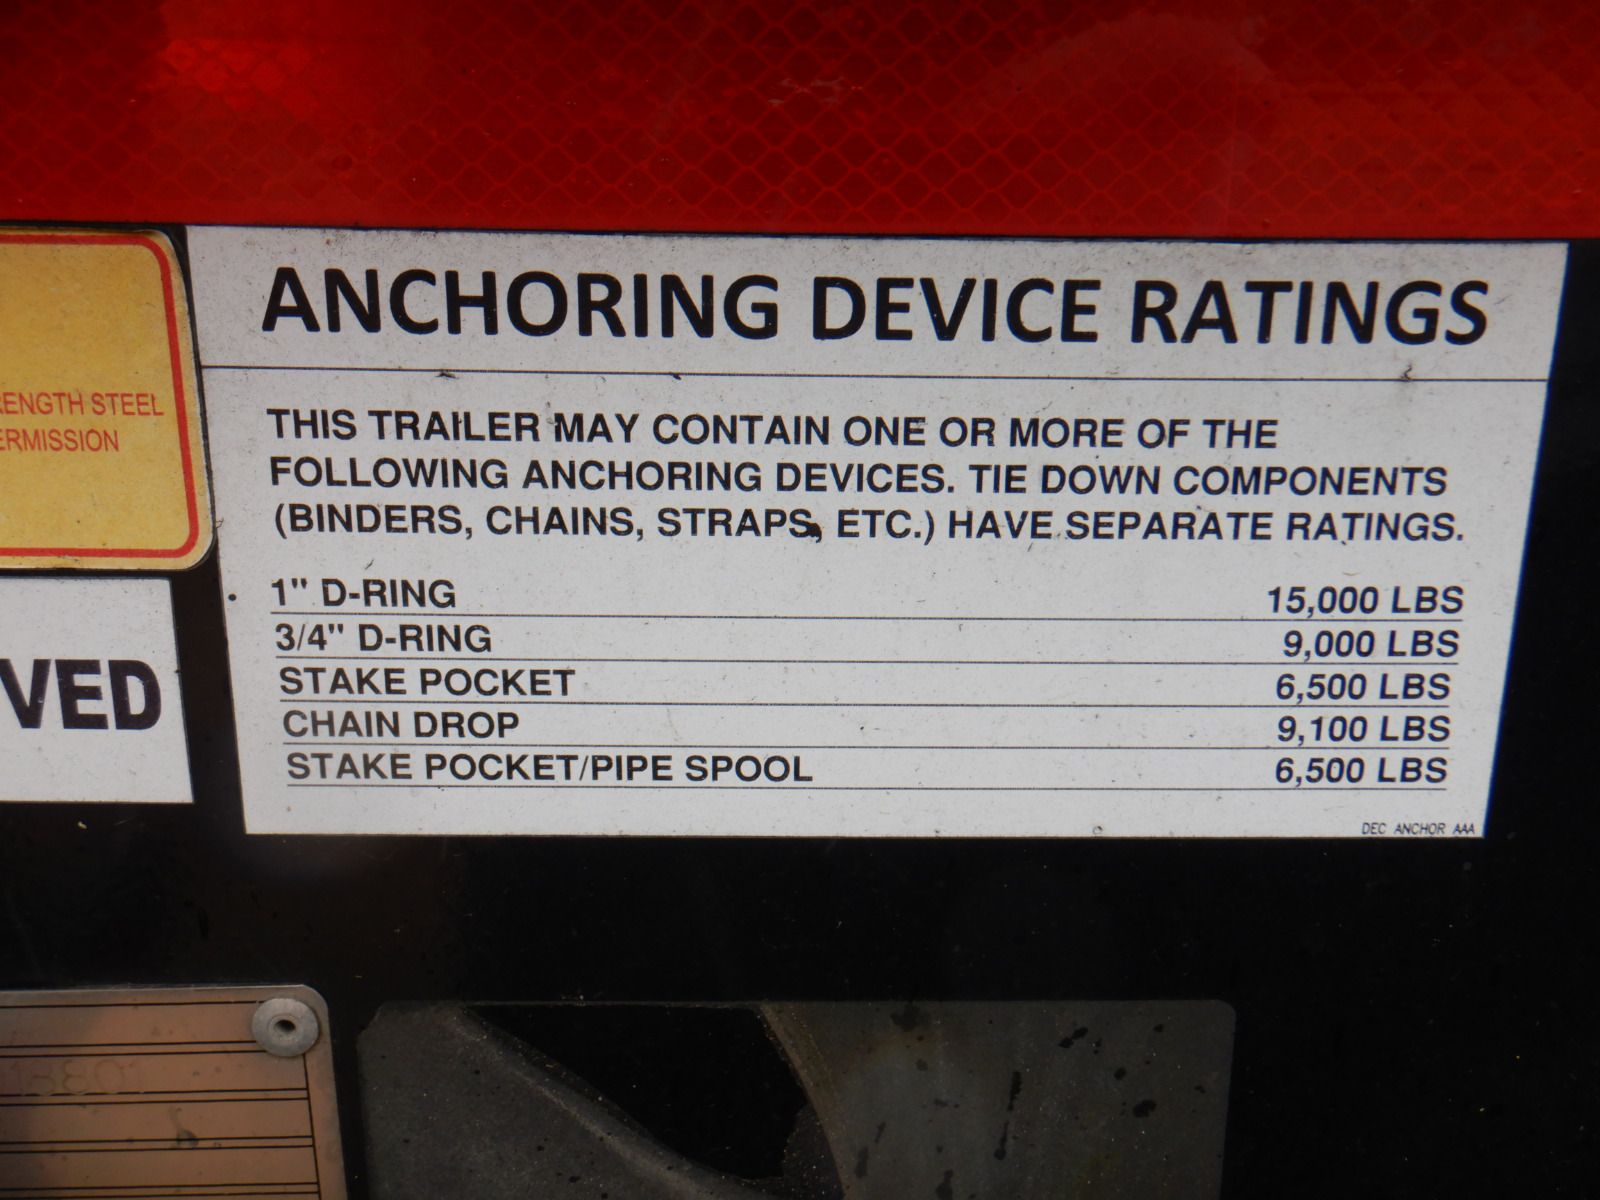 ANCHORING DEVICE RATINGS
THIS TRAILER MAY CONTAIN ONE OR MORE OF THE
FOLLOWING ANCHORING DEVICES. TIE DOWN COMPONENTS
(BINDERS, CHAINS, STRAPS, ETC.) HAVE SEPARATE RATINGS.
1" D-RING 15,000 LBS
3/4" D-RING 9,000 LBS
STAKE POCKET 6,500 LBS
CHAIN DROP 9,100 LBS
STAKE POCKET/PIPE SPOOL 6,500 LBS
DEC ANCHOR AAA
RENGTH STEEL
ERMISSION
VED